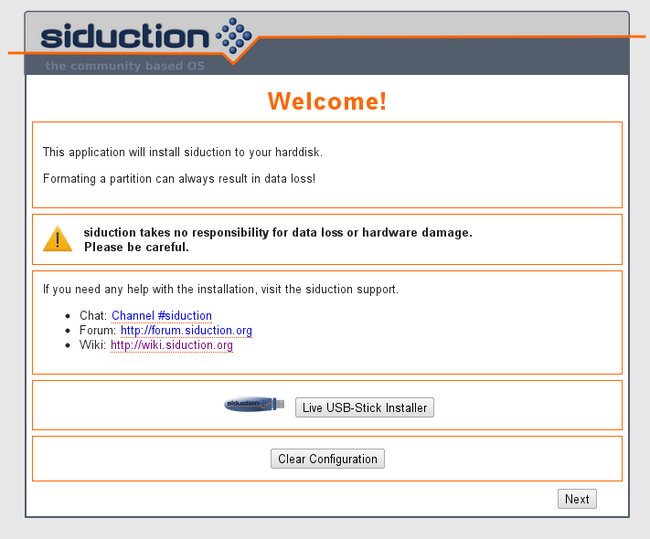 siduction
the community based OS
Welcome!
This application will install siduction to your harddisk.
Formating a partition can always result in data loss!
siduction takes no responsibility for data loss or hardware damage.
Please be careful.
If you need any help with the installation, visit the siduction support.
• Chat: Channel #siduction
• Forum: http://forum.siduction.org
• Wiki: http://wiki.siduction.org
siduction
Live USB-Stick Installer
Clear Configuration
Next